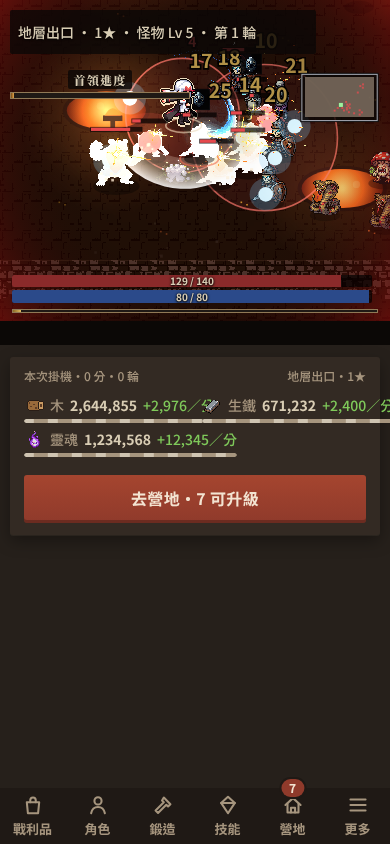 地層出口 · 1★ · 怪物 Lv 5 · 第 1 輪
10
17 18
21
首領進度
25 14 20
129 / 140
80 / 80
本次掛機·0 分·0 輪 地層出口·1★
木 2,644,855 +2,976／分 生鐵 671,232 +2,400／分
靈魂 1,234,568 +12,345／分
去營地·7 可升級
7
戰利品 角色 鍛造 技能 營地 更多